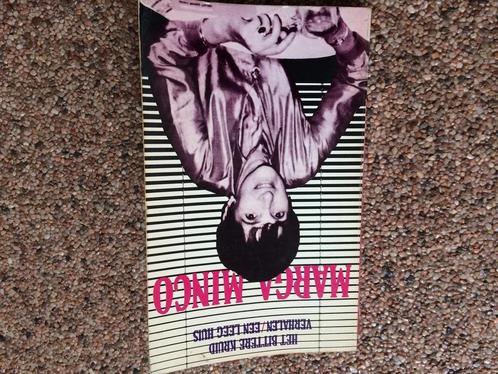 HET BITTERE KRUID
VERHALEN/EEN LEEG HUIS
MARGA MINCO